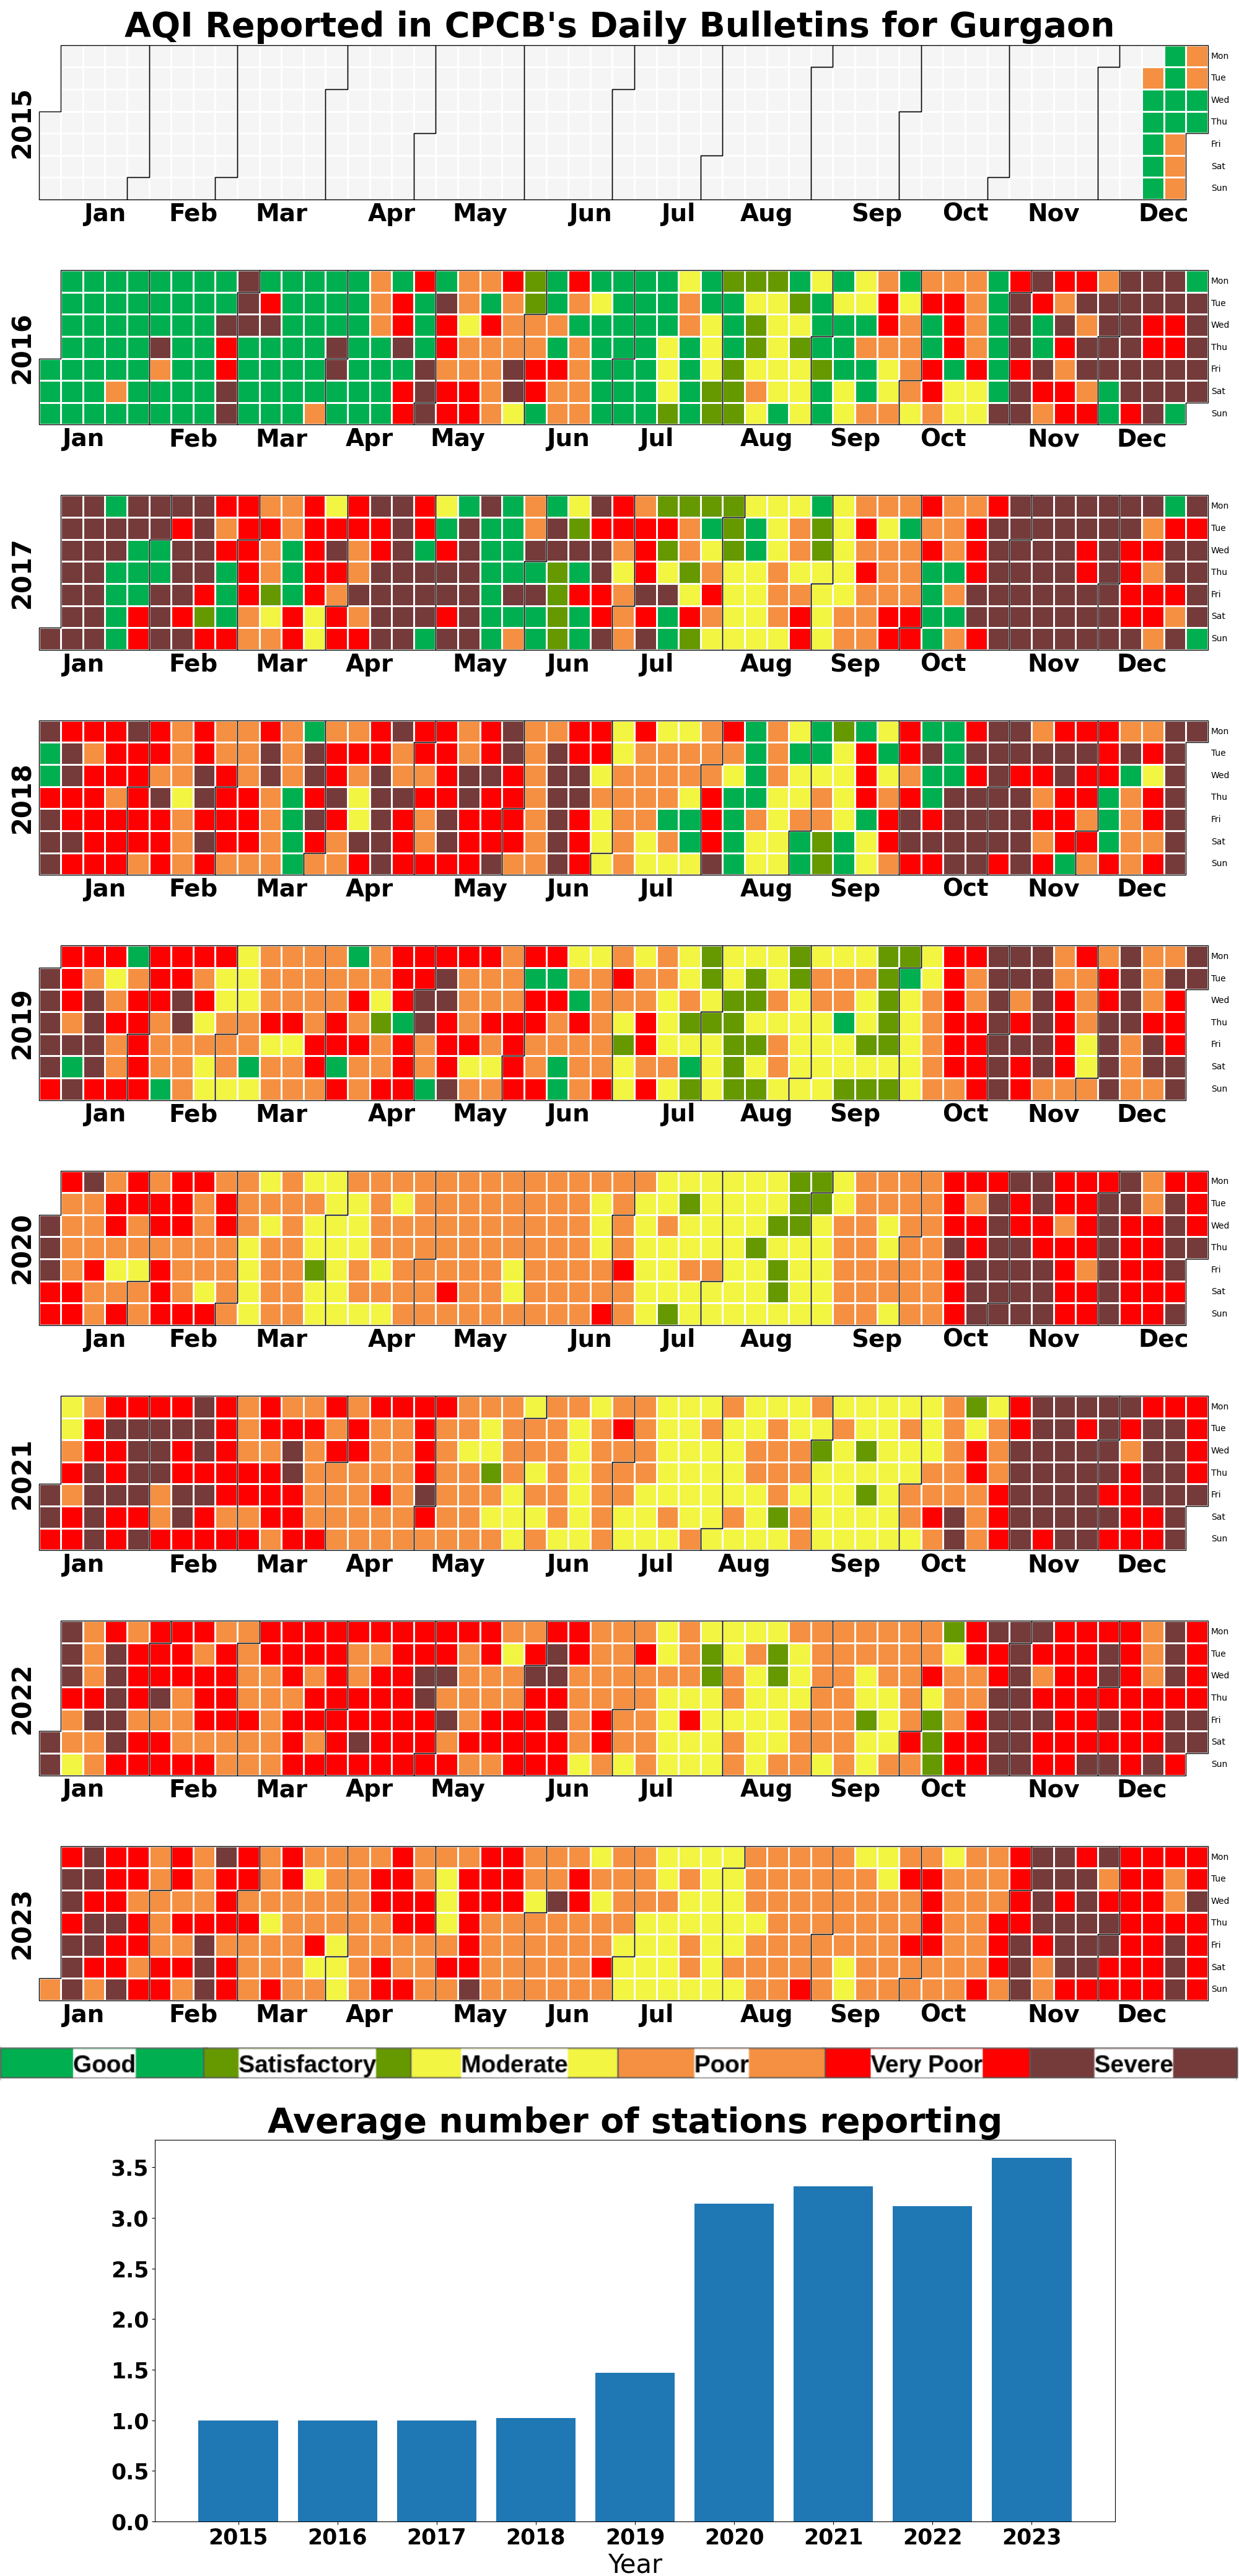 AQI Reported in CPCB's Daily Bulletins for Gurgaon
2015
Mon
Tue
Wed
Thu
Fri
Sat
Sun
Jan Feb Mar Apr May Jun Jul Aug Sep Oct Nov Dec
2016
Mon
Tue
Wed
Thu
Fri
Sat
Sun
Jan Feb Mar Apr May Jun Jul Aug Sep Oct Nov Dec
2017
Mon
Tue
Wed
Thu
Fri
Sat
Sun
Jan Feb Mar Apr May Jun Jul Aug Sep Oct Nov Dec
2018
Mon
Tue
Wed
Thu
Fri
Sat
Sun
Jan Feb Mar Apr May Jun Jul Aug Sep Oct Nov Dec
2019
Mon
Tue
Wed
Thu
Fri
Sat
Sun
Jan Feb Mar Apr May Jun Jul Aug Sep Oct Nov Dec
2020
Mon
Tue
Wed
Thu
Fri
Sat
Sun
Jan Feb Mar Apr May Jun Jul Aug Sep Oct Nov Dec
2021
Mon
Tue
Wed
Thu
Fri
Sat
Sun
Jan Feb Mar Apr May Jun Jul Aug Sep Oct Nov Dec
2022
Mon
Tue
Wed
Thu
Fri
Sat
Sun
Jan Feb Mar Apr May Jun Jul Aug Sep Oct Nov Dec
2023
Mon
Tue
Wed
Thu
Fri
Sat
Sun
Jan Feb Mar Apr May Jun Jul Aug Sep Oct Nov Dec
Good Satisfactory Moderate Poor Very Poor Severe
Average number of stations reporting
3.5
3.0
2.5
2.0
1.5
1.0
0.5
0.0
2015 2016 2017 2018 2019 2020 2021 2022 2023
Year